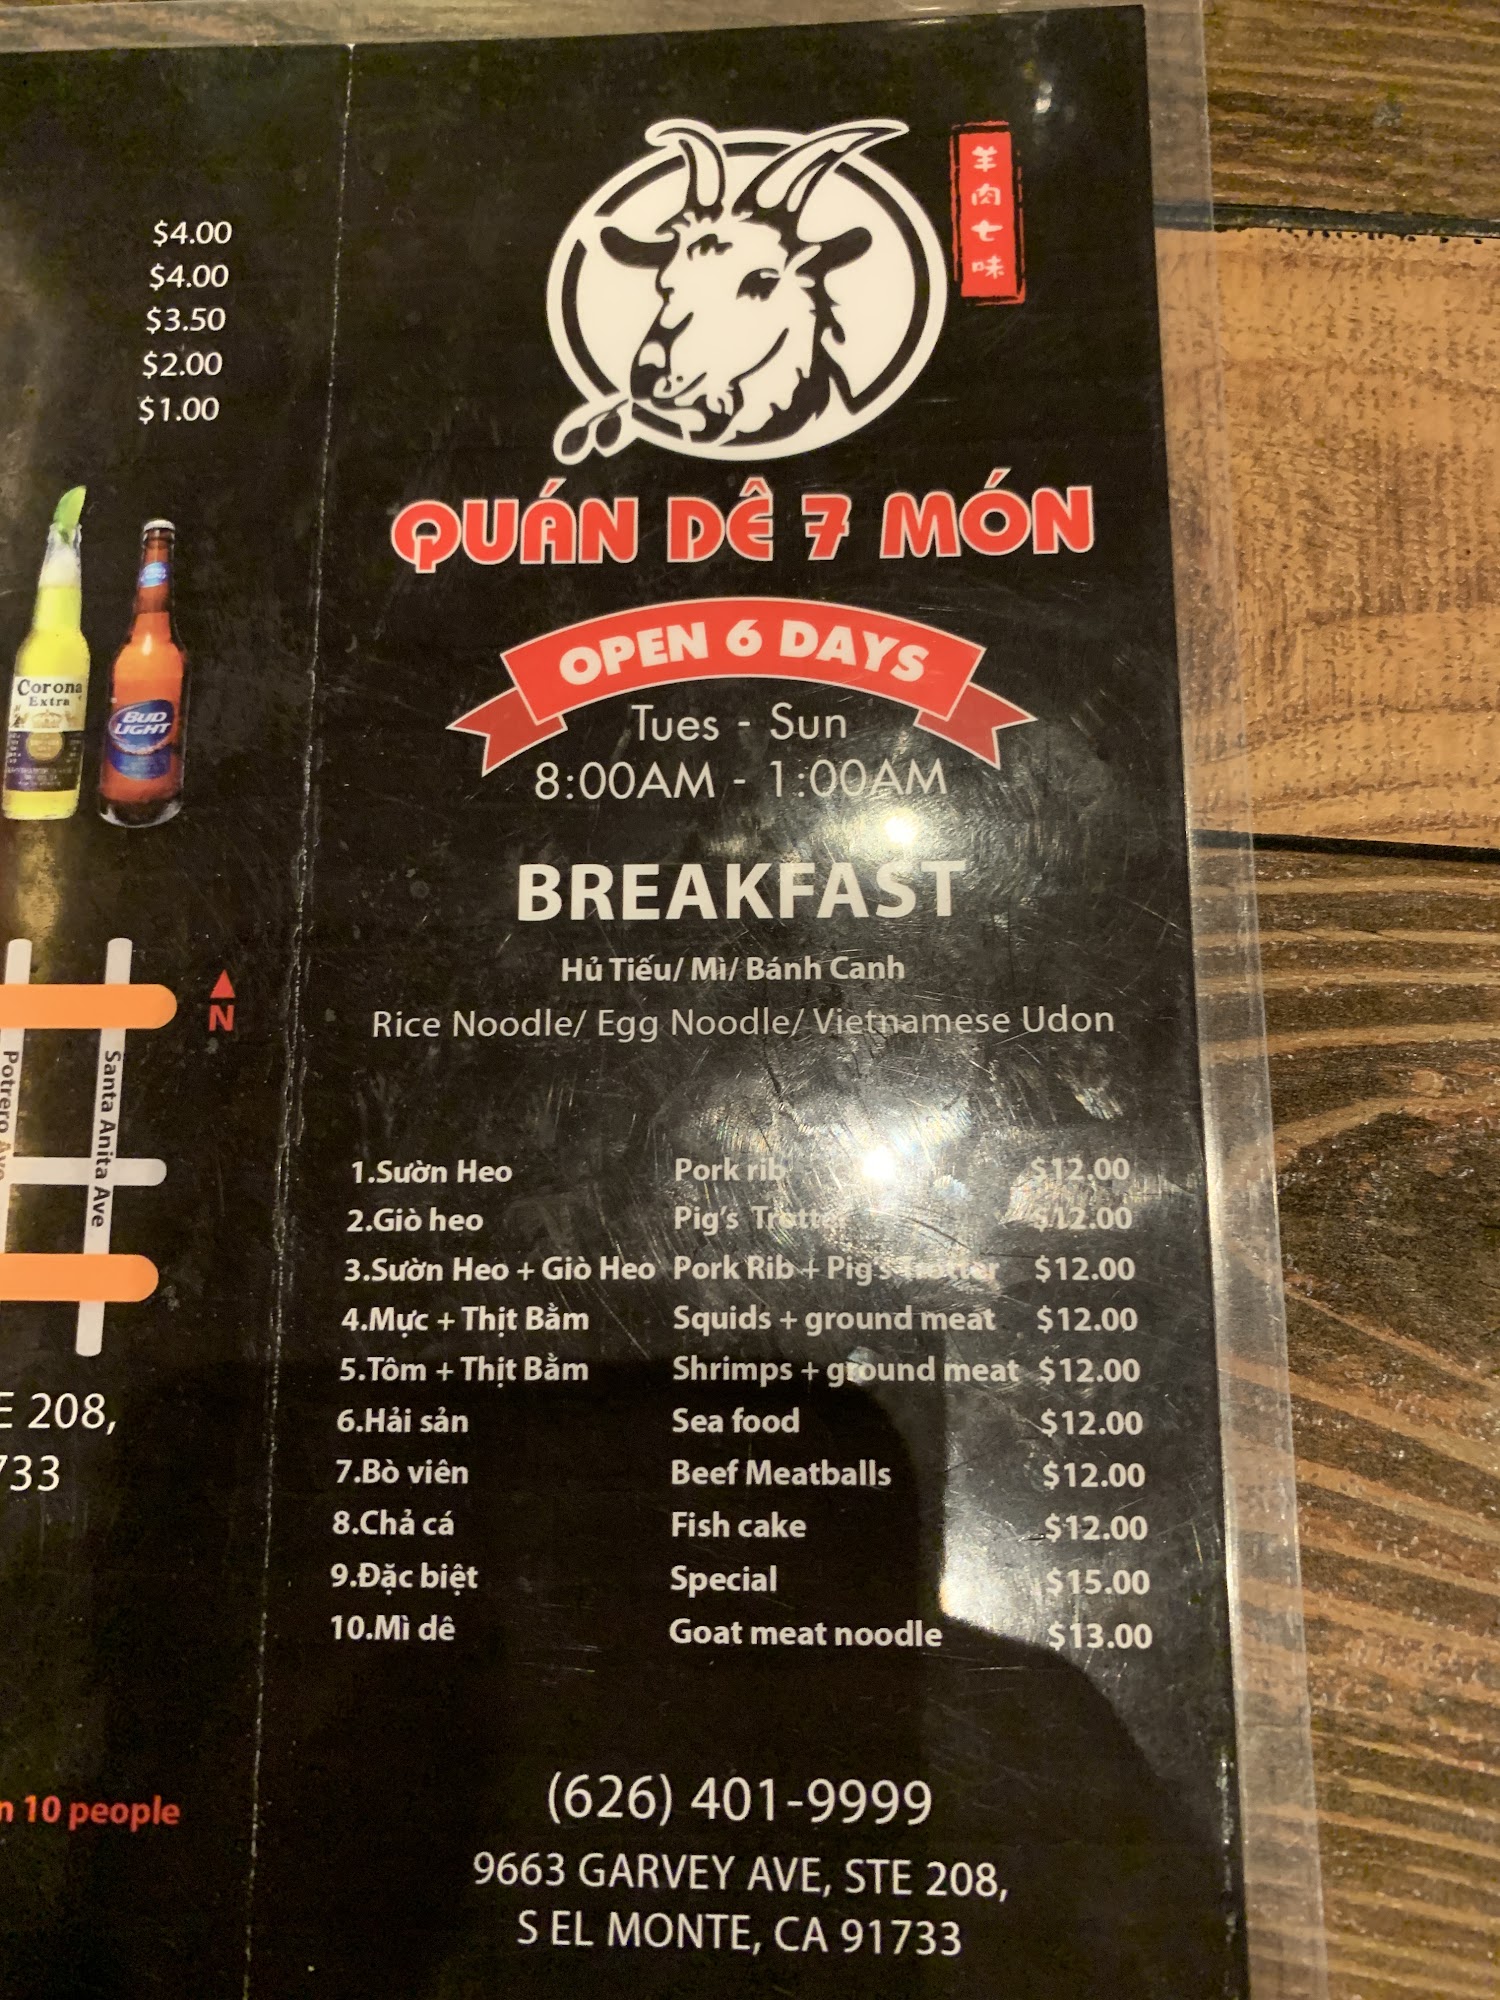 $4.00
$4.00
$3.50
$2.00
$1.00
Corona
Extra
BUD
LIGHT
N
Potrero Ave
Santa Anita Ave
E 208,
733
n 10 people
羊肉七味
QUÁN DÊ 7 MÓN
OPEN 6 DAYS
Tues - Sun
8:00AM - 1:00AM
BREAKFAST
Hủ Tiếu/ Mì/ Bánh Canh
Rice Noodle/ Egg Noodle/ Vietnamese Udon
1.Sườn Heo Pork rib $12.00
2.Giò heo Pig's Trotter $12.00
3.Sườn Heo + Giò Heo Pork Rib + Pig's Trotter $12.00
4.Mực + Thịt Bằm Squids + ground meat $12.00
5.Tôm + Thịt Bằm Shrimps + ground meat $12.00
6.Hải sản Sea food $12.00
7.Bò viên Beef Meatballs $12.00
8.Chả cá Fish cake $12.00
9.Đặc biệt Special $15.00
10.Mì dê Goat meat noodle $13.00
(626) 401-9999
9663 GARVEY AVE, STE 208,
S EL MONTE, CA 91733